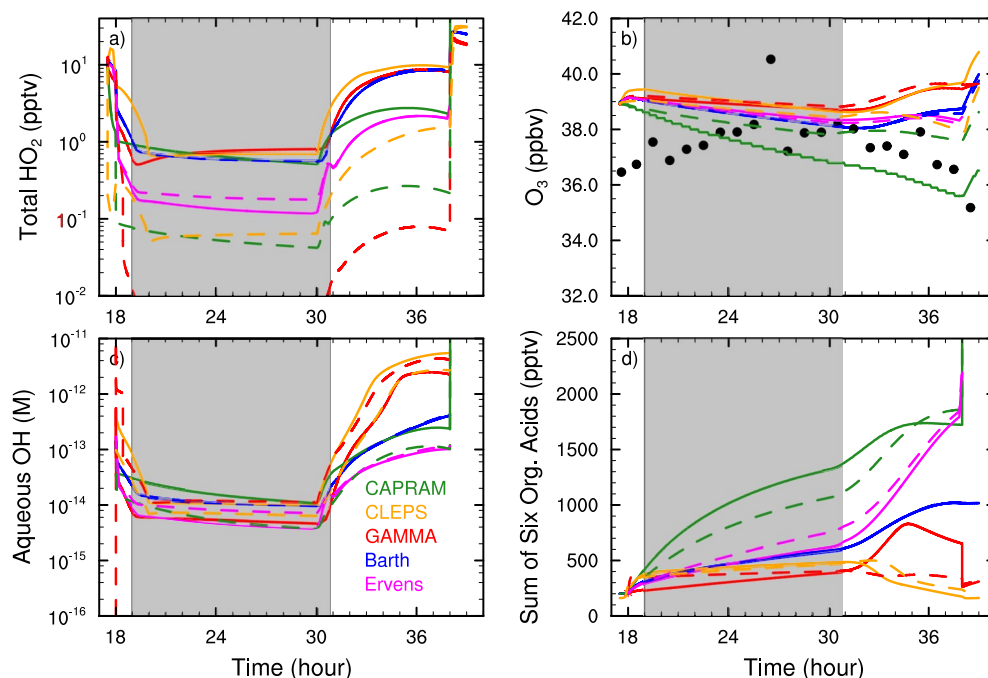 a)
Total HO2 (pptv)
10^1
10^0
10^-1
10^-2
18 24 30 36
b)
O3 (ppbv)
42.0
40.0
38.0
36.0
34.0
32.0
18 24 30 36
c)
Aqueous OH (M)
10^-11
10^-12
10^-13
10^-14
10^-15
10^-16
CAPRAM
CLEPS
GAMMA
Barth
Ervens
18 24 30 36
Time (hour)
d)
Sum of Six Org. Acids (pptv)
2500
2000
1500
1000
500
0
18 24 30 36
Time (hour)